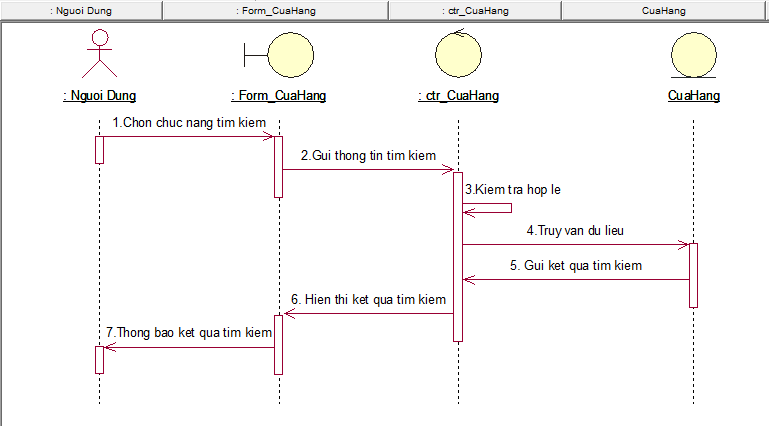 : Nguoi Dung
: Form_CuaHang
: ctr_CuaHang
CuaHang
: Nguoi Dung
: Form_CuaHang
: ctr_CuaHang
CuaHang
1.Chon chuc nang tim kiem
2.Gui thong tin tim kiem
3.Kiem tra hop le
4.Truy van du lieu
5. Gui ket qua tim kiem
6. Hien thi ket qua tim kiem
7.Thong bao ket qua tim kiem